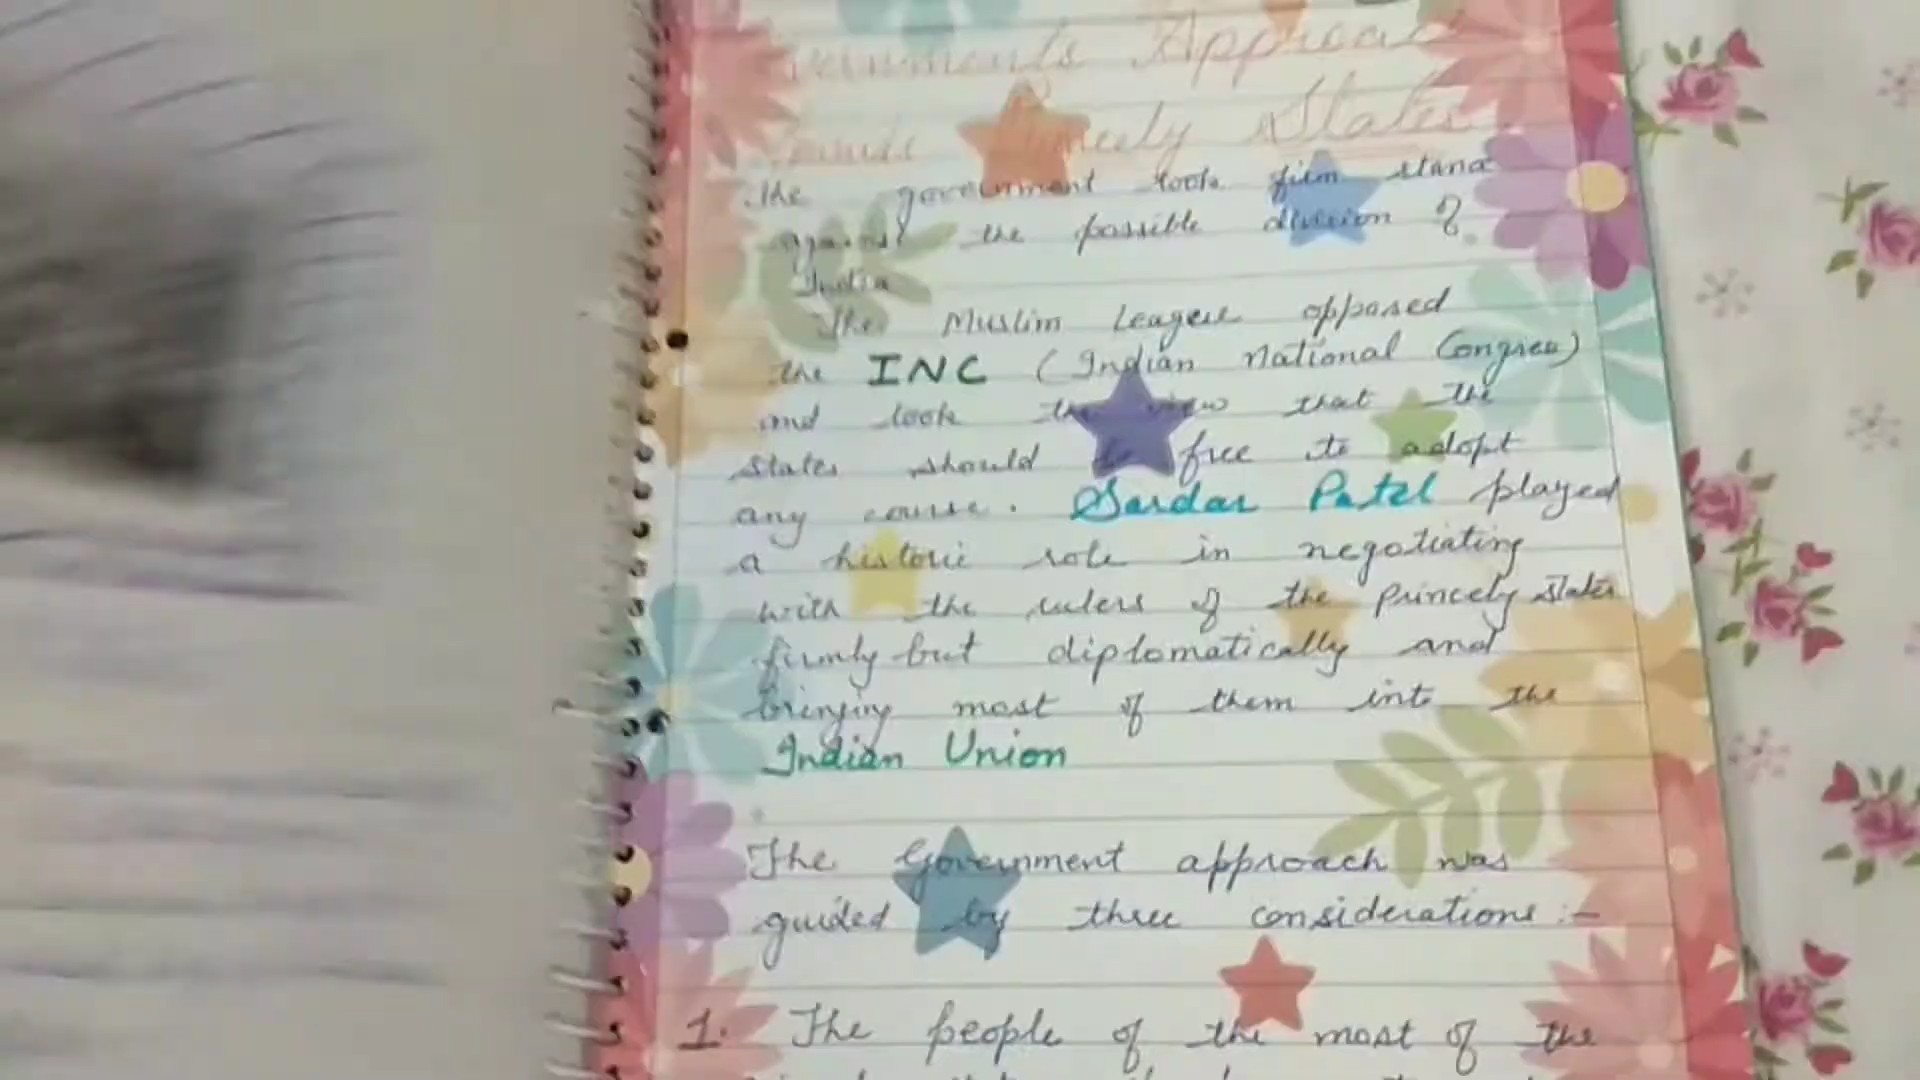 vernment's Approach
Princely States
The government took firm stand
against the possible division of
India
The Muslim League opposed
the INC (Indian National Congress)
and took the view that the
states should be free to adopt
any course. Sardar Patel played
a historic role in negotiating
with the rulers of the princely states
firmly but diplomatically and
bringing most of them into the
Indian Union
The Government approach was
guided by three considerations :-
1. The people of the most of the